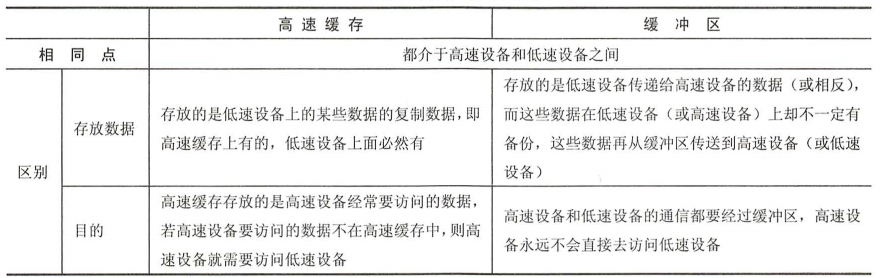 高速缓存 缓冲区
相同点 都介于高速设备和低速设备之间
区别
存放数据
存放的是低速设备上的某些数据的复制数据，即
高速缓存上有的，低速设备上面必然有
存放的是低速设备传递给高速设备的数据（或相反），
而这些数据在低速设备（或高速设备）上却不一定有
备份，这些数据再从缓冲区传送到高速设备（或低速
设备）
目的
高速缓存存放的是高速设备经常要访问的数据，
若高速设备要访问的数据不在高速缓存中，则高
速设备就需要访问低速设备
高速设备和低速设备的通信都要经过缓冲区，高速设
备永远不会直接去访问低速设备